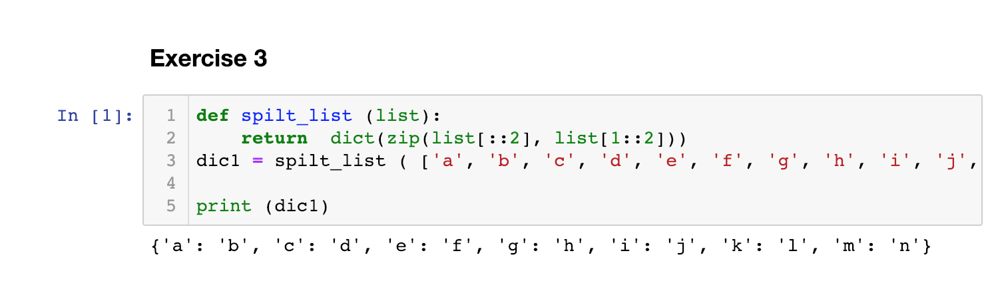 Exercise 3
In [1]:
1 def spilt_list (list):
2     return  dict(zip(list[::2], list[1::2]))
3 dic1 = spilt_list ( ['a', 'b', 'c', 'd', 'e', 'f', 'g', 'h', 'i', 'j',
4
5 print (dic1)
{'a': 'b', 'c': 'd', 'e': 'f', 'g': 'h', 'i': 'j', 'k': 'l', 'm': 'n'}